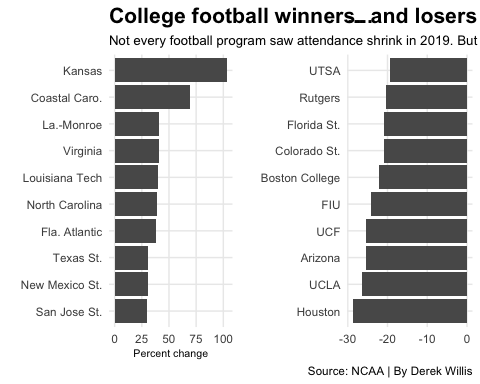 College football winners...and losers
Not every football program saw attendance shrink in 2019. But
Kansas
Coastal Caro.
La.-Monroe
Virginia
Louisiana Tech
North Carolina
Fla. Atlantic
Texas St.
New Mexico St.
San Jose St.
0 25 50 75 100
Percent change
UTSA
Rutgers
Florida St.
Colorado St.
Boston College
FIU
UCF
Arizona
UCLA
Houston
-30 -20 -10 0
Source: NCAA | By Derek Willis